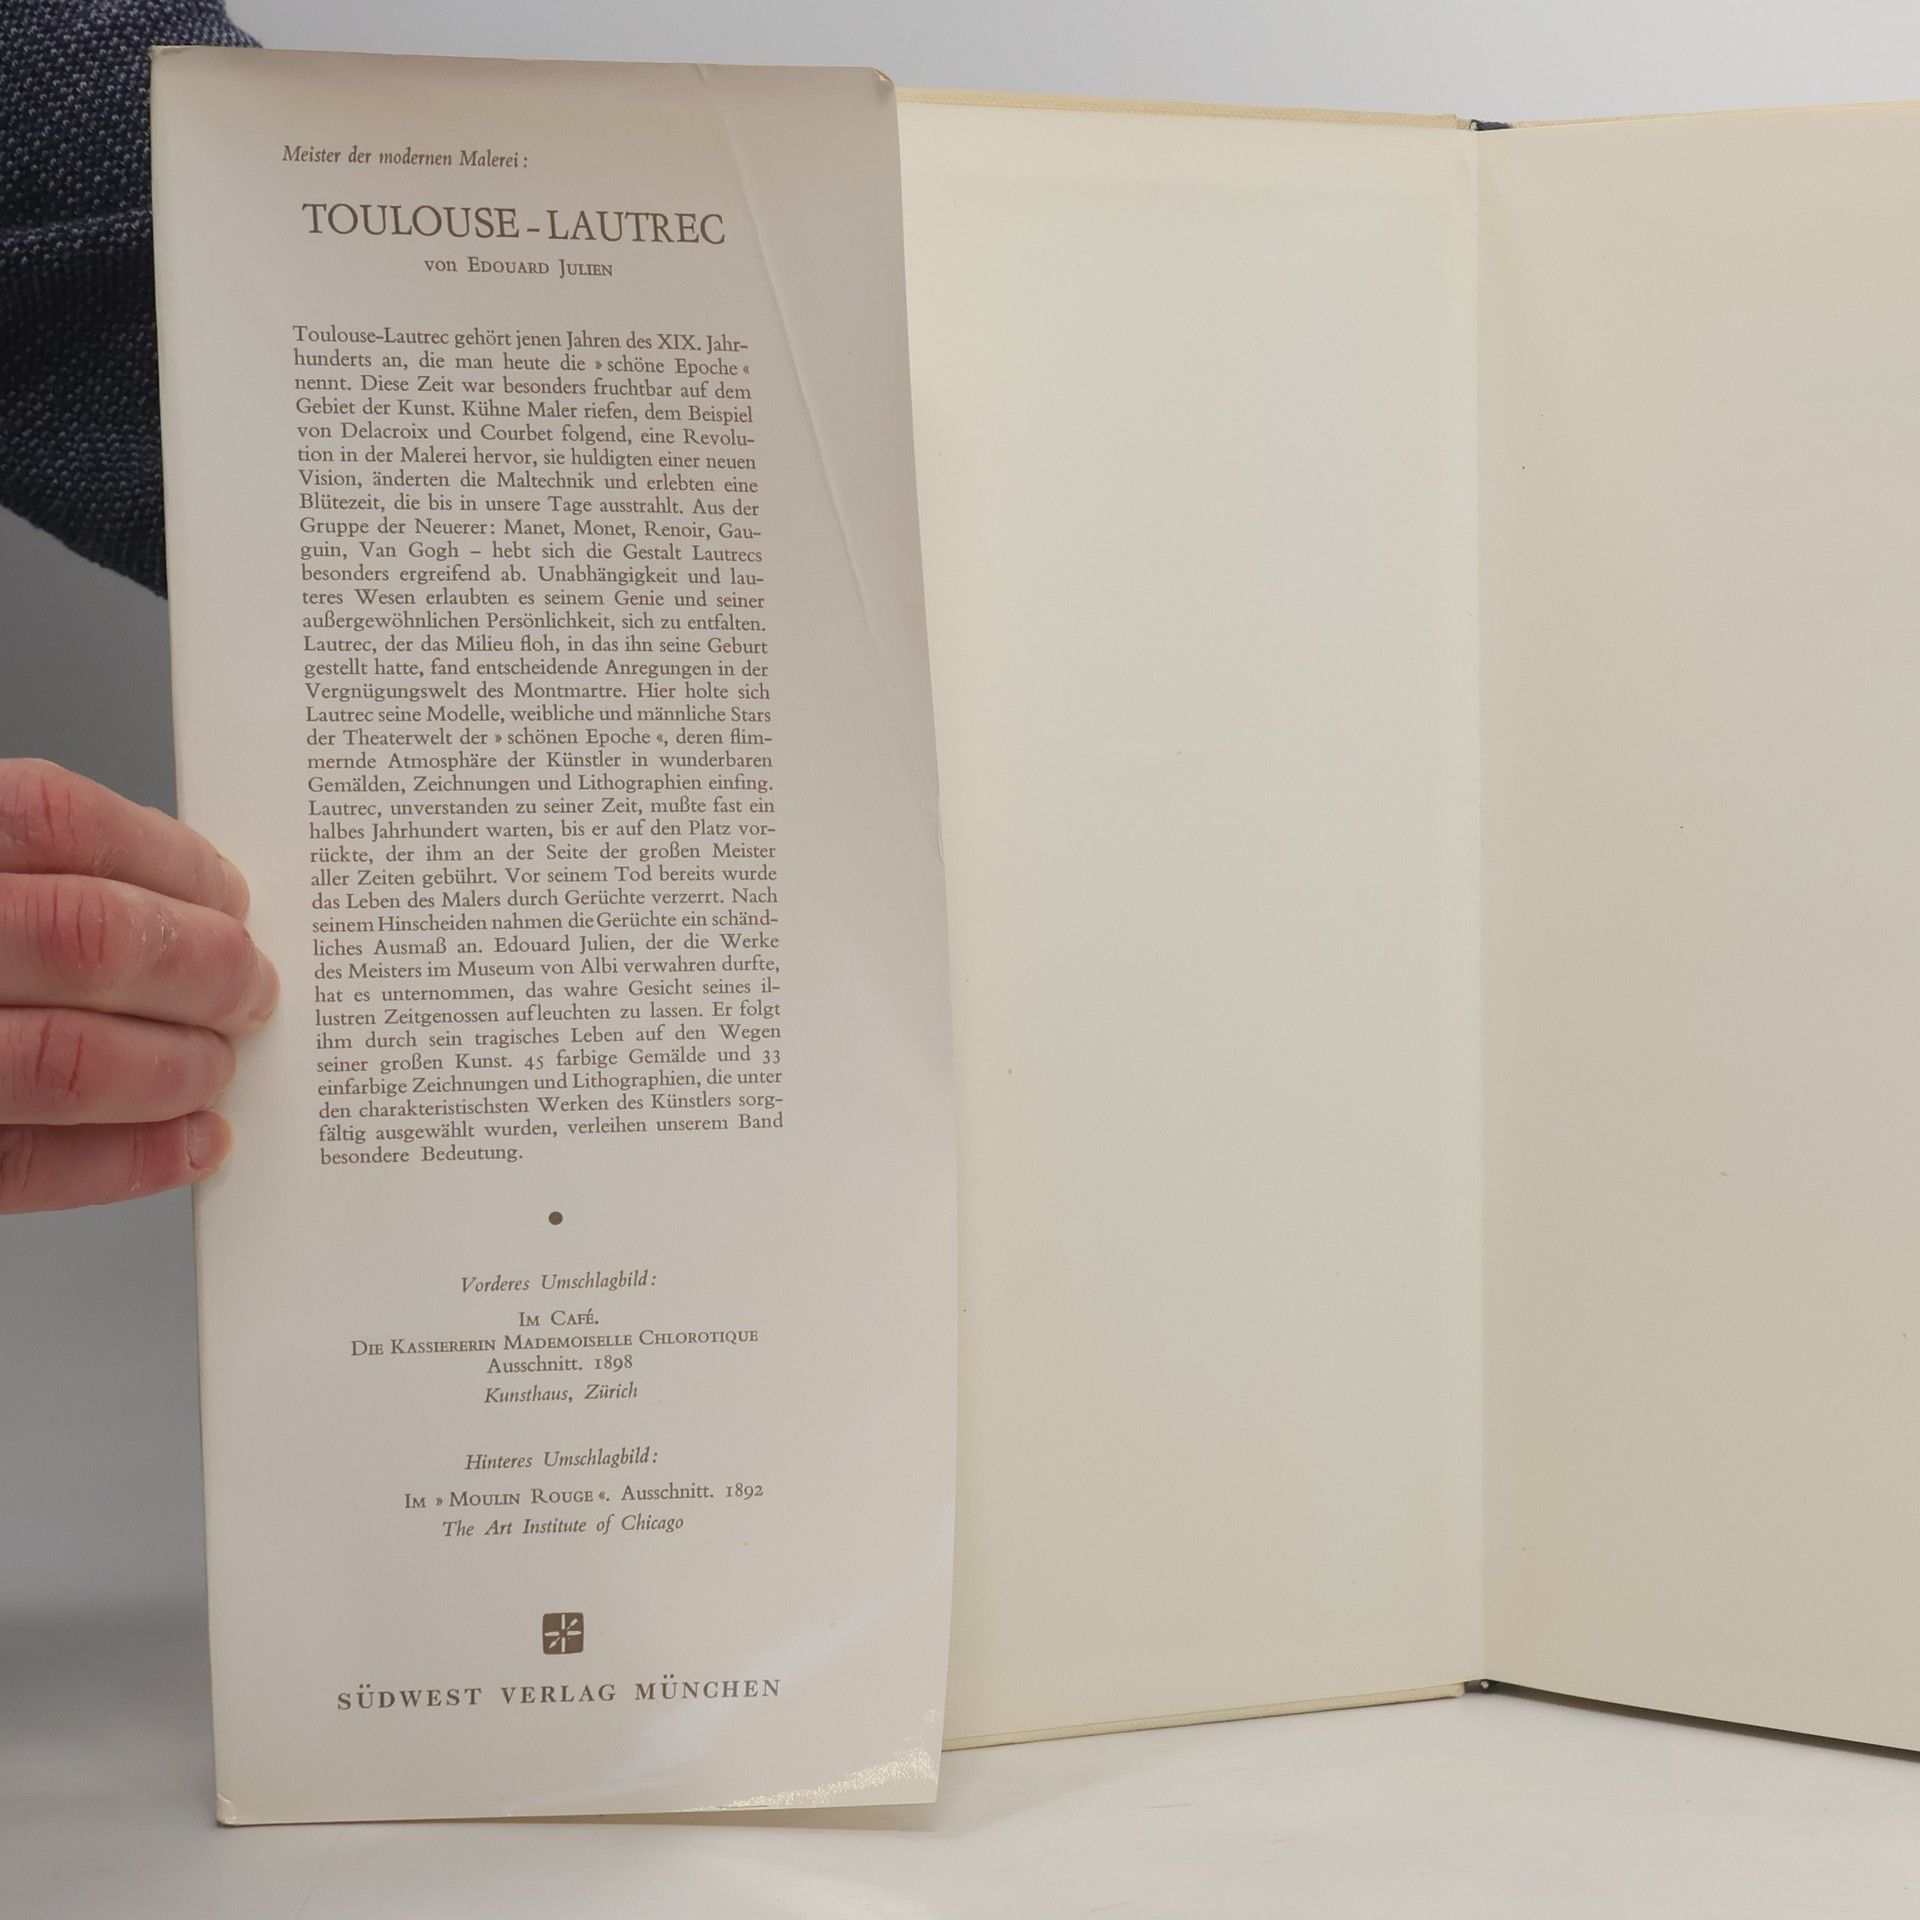 Meister der modernen Malerei:
TOULOUSE-LAUTREC
von EDOUARD JULIEN
Toulouse-Lautrec gehört jenen Jahren des XIX. Jahr-
hunderts an, die man heute die »schöne Epoche«
nennt. Diese Zeit war besonders fruchtbar auf dem
Gebiet der Kunst. Kühne Maler riefen, dem Beispiel
von Delacroix und Courbet folgend, eine Revolu-
tion in der Malerei hervor, sie huldigten einer neuen
Vision, änderten die Maltechnik und erlebten eine
Blütezeit, die bis in unsere Tage ausstrahlt. Aus der
Gruppe der Neuerer: Manet, Monet, Renoir, Gau-
guin, Van Gogh – hebt sich die Gestalt Lautrecs
besonders ergreifend ab. Unabhängigkeit und lau-
teres Wesen erlaubten es seinem Genie und seiner
außergewöhnlichen Persönlichkeit, sich zu entfalten.
Lautrec, der das Milieu floh, in das ihn seine Geburt
gestellt hatte, fand entscheidende Anregungen in der
Vergnügungswelt des Montmartre. Hier holte sich
Lautrec seine Modelle, weibliche und männliche Stars
der Theaterwelt der »schönen Epoche«, deren flim-
mernde Atmosphäre der Künstler in wunderbaren
Gemälden, Zeichnungen und Lithographien einfing.
Lautrec, unverstanden zu seiner Zeit, mußte fast ein
halbes Jahrhundert warten, bis er auf den Platz vor-
rückte, der ihm an der Seite der großen Meister
aller Zeiten gebührt. Vor seinem Tod bereits wurde
das Leben des Malers durch Gerüchte verzerrt. Nach
seinem Hinscheiden nahmen die Gerüchte ein schänd-
liches Ausmaß an. Edouard Julien, der die Werke
des Meisters im Museum von Albi verwahren durfte,
hat es unternommen, das wahre Gesicht seines il-
lustren Zeitgenossen aufleuchten zu lassen. Er folgt
ihm durch sein tragisches Leben auf den Wegen
seiner großen Kunst. 45 farbige Gemälde und 33
einfarbige Zeichnungen und Lithographien, die unter
den charakteristischsten Werken des Künstlers sorg-
fältig ausgewählt wurden, verleihen unserem Band
besondere Bedeutung.
Vorderes Umschlagbild:
IM CAFÉ.
DIE KASSIERERIN MADEMOISELLE CHLOROTIQUE
Ausschnitt. 1898
Kunsthaus, Zürich
Hinteres Umschlagbild:
IM »MOULIN ROUGE«. Ausschnitt. 1892
The Art Institute of Chicago
SÜDWEST VERLAG MÜNCHEN